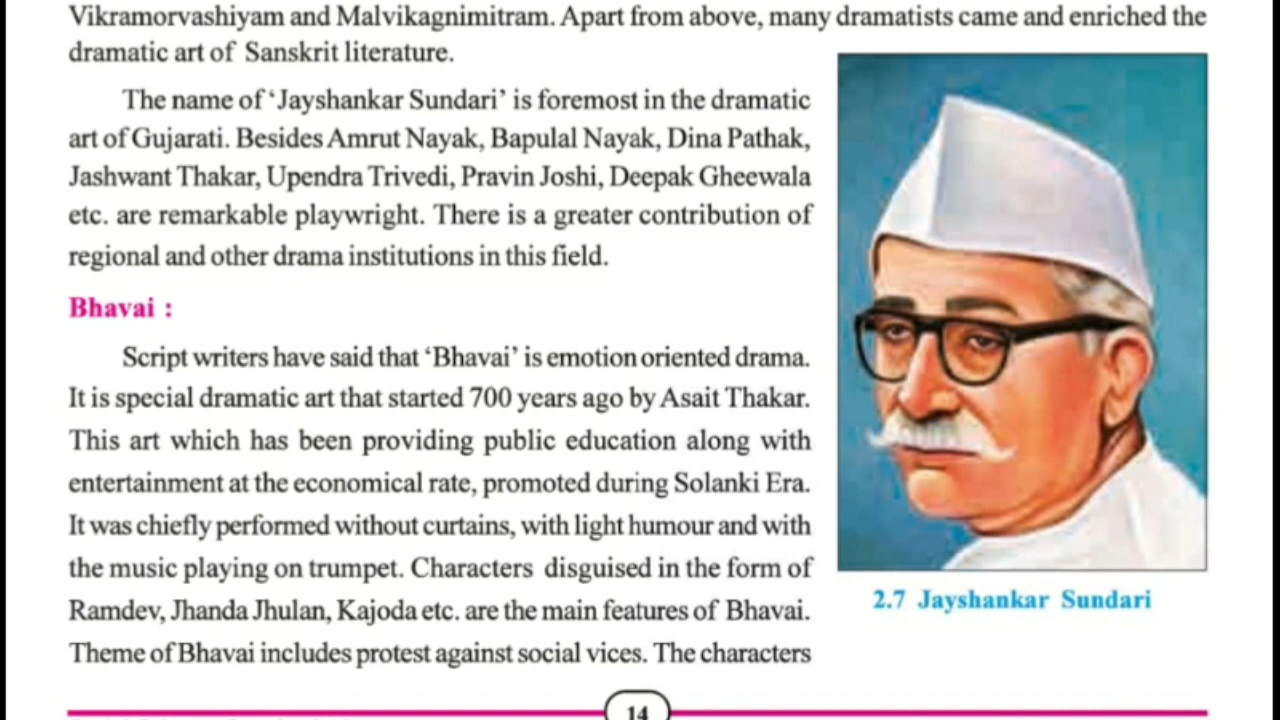 Vikramorvashiyam and Malvikagnimitram. Apart from above, many dramatists came and enriched the
dramatic art of Sanskrit literature.
The name of ‘Jayshankar Sundari’ is foremost in the dramatic
art of Gujarati. Besides Amrut Nayak, Bapulal Nayak, Dina Pathak,
Jashwant Thakar, Upendra Trivedi, Pravin Joshi, Deepak Gheewala
etc. are remarkable playwright. There is a greater contribution of
regional and other drama institutions in this field.
Bhavai :
Script writers have said that ‘Bhavai’ is emotion oriented drama.
It is special dramatic art that started 700 years ago by Asait Thakar.
This art which has been providing public education along with
entertainment at the economical rate, promoted during Solanki Era.
It was chiefly performed without curtains, with light humour and with
the music playing on trumpet. Characters disguised in the form of
Ramdev, Jhanda Jhulan, Kajoda etc. are the main features of Bhavai.
Theme of Bhavai includes protest against social vices. The characters
2.7 Jayshankar Sundari
14